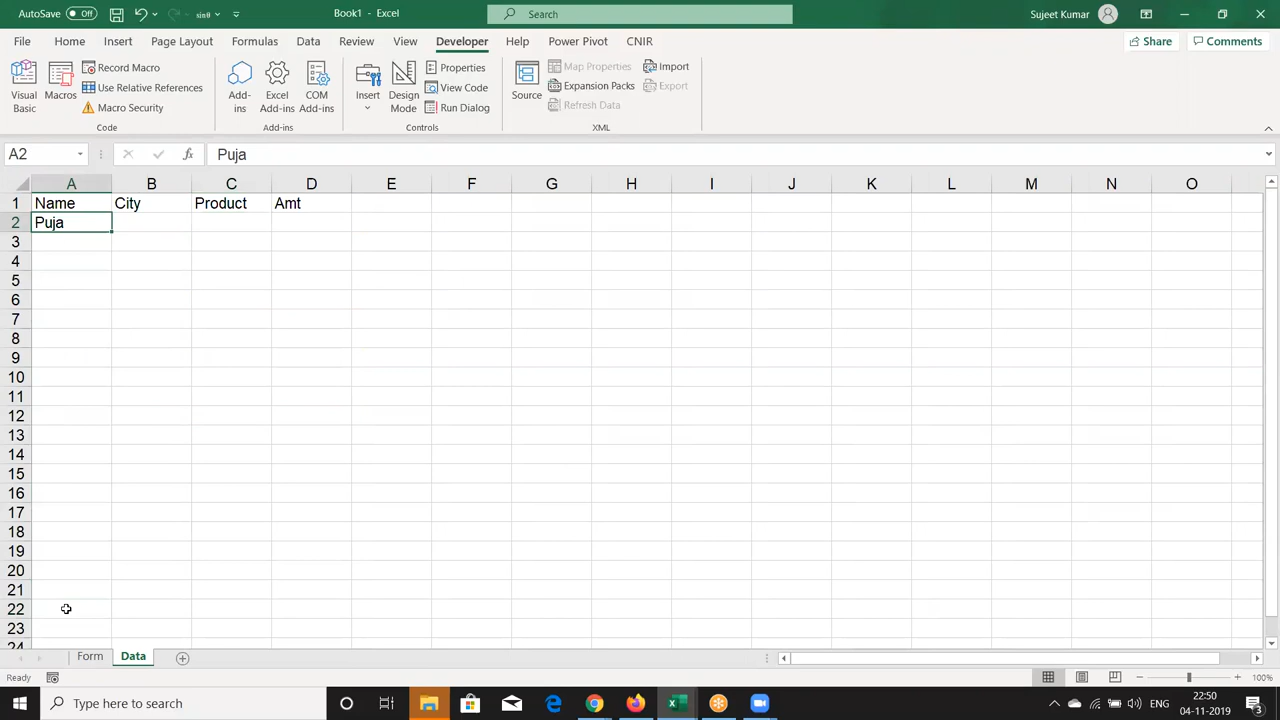 AutoSave Off sin≡ Book1 - Excel Search Sujeet Kumar
File Home Insert Page Layout Formulas Data Review View Developer Help Power Pivot CNIR Share Comments
Visual Basic
Macros
Record Macro
Use Relative References
Macro Security
Code
Add-ins
Excel Add-ins
COM Add-ins
Add-ins
Insert
Design Mode
Properties
View Code
Run Dialog
Controls
Source
Map Properties
Expansion Packs
Refresh Data
Import
Export
XML
A2 fx Puja
A B C D E F G H I J K L M N O
1 Name City Product Amt
2 Puja
3
4
5
6
7
8
9
10
11
12
13
14
15
16
17
18
19
20
21
22
23
24
Form Data
Ready 100%
Type here to search ENG 22:50
04-11-2019 3